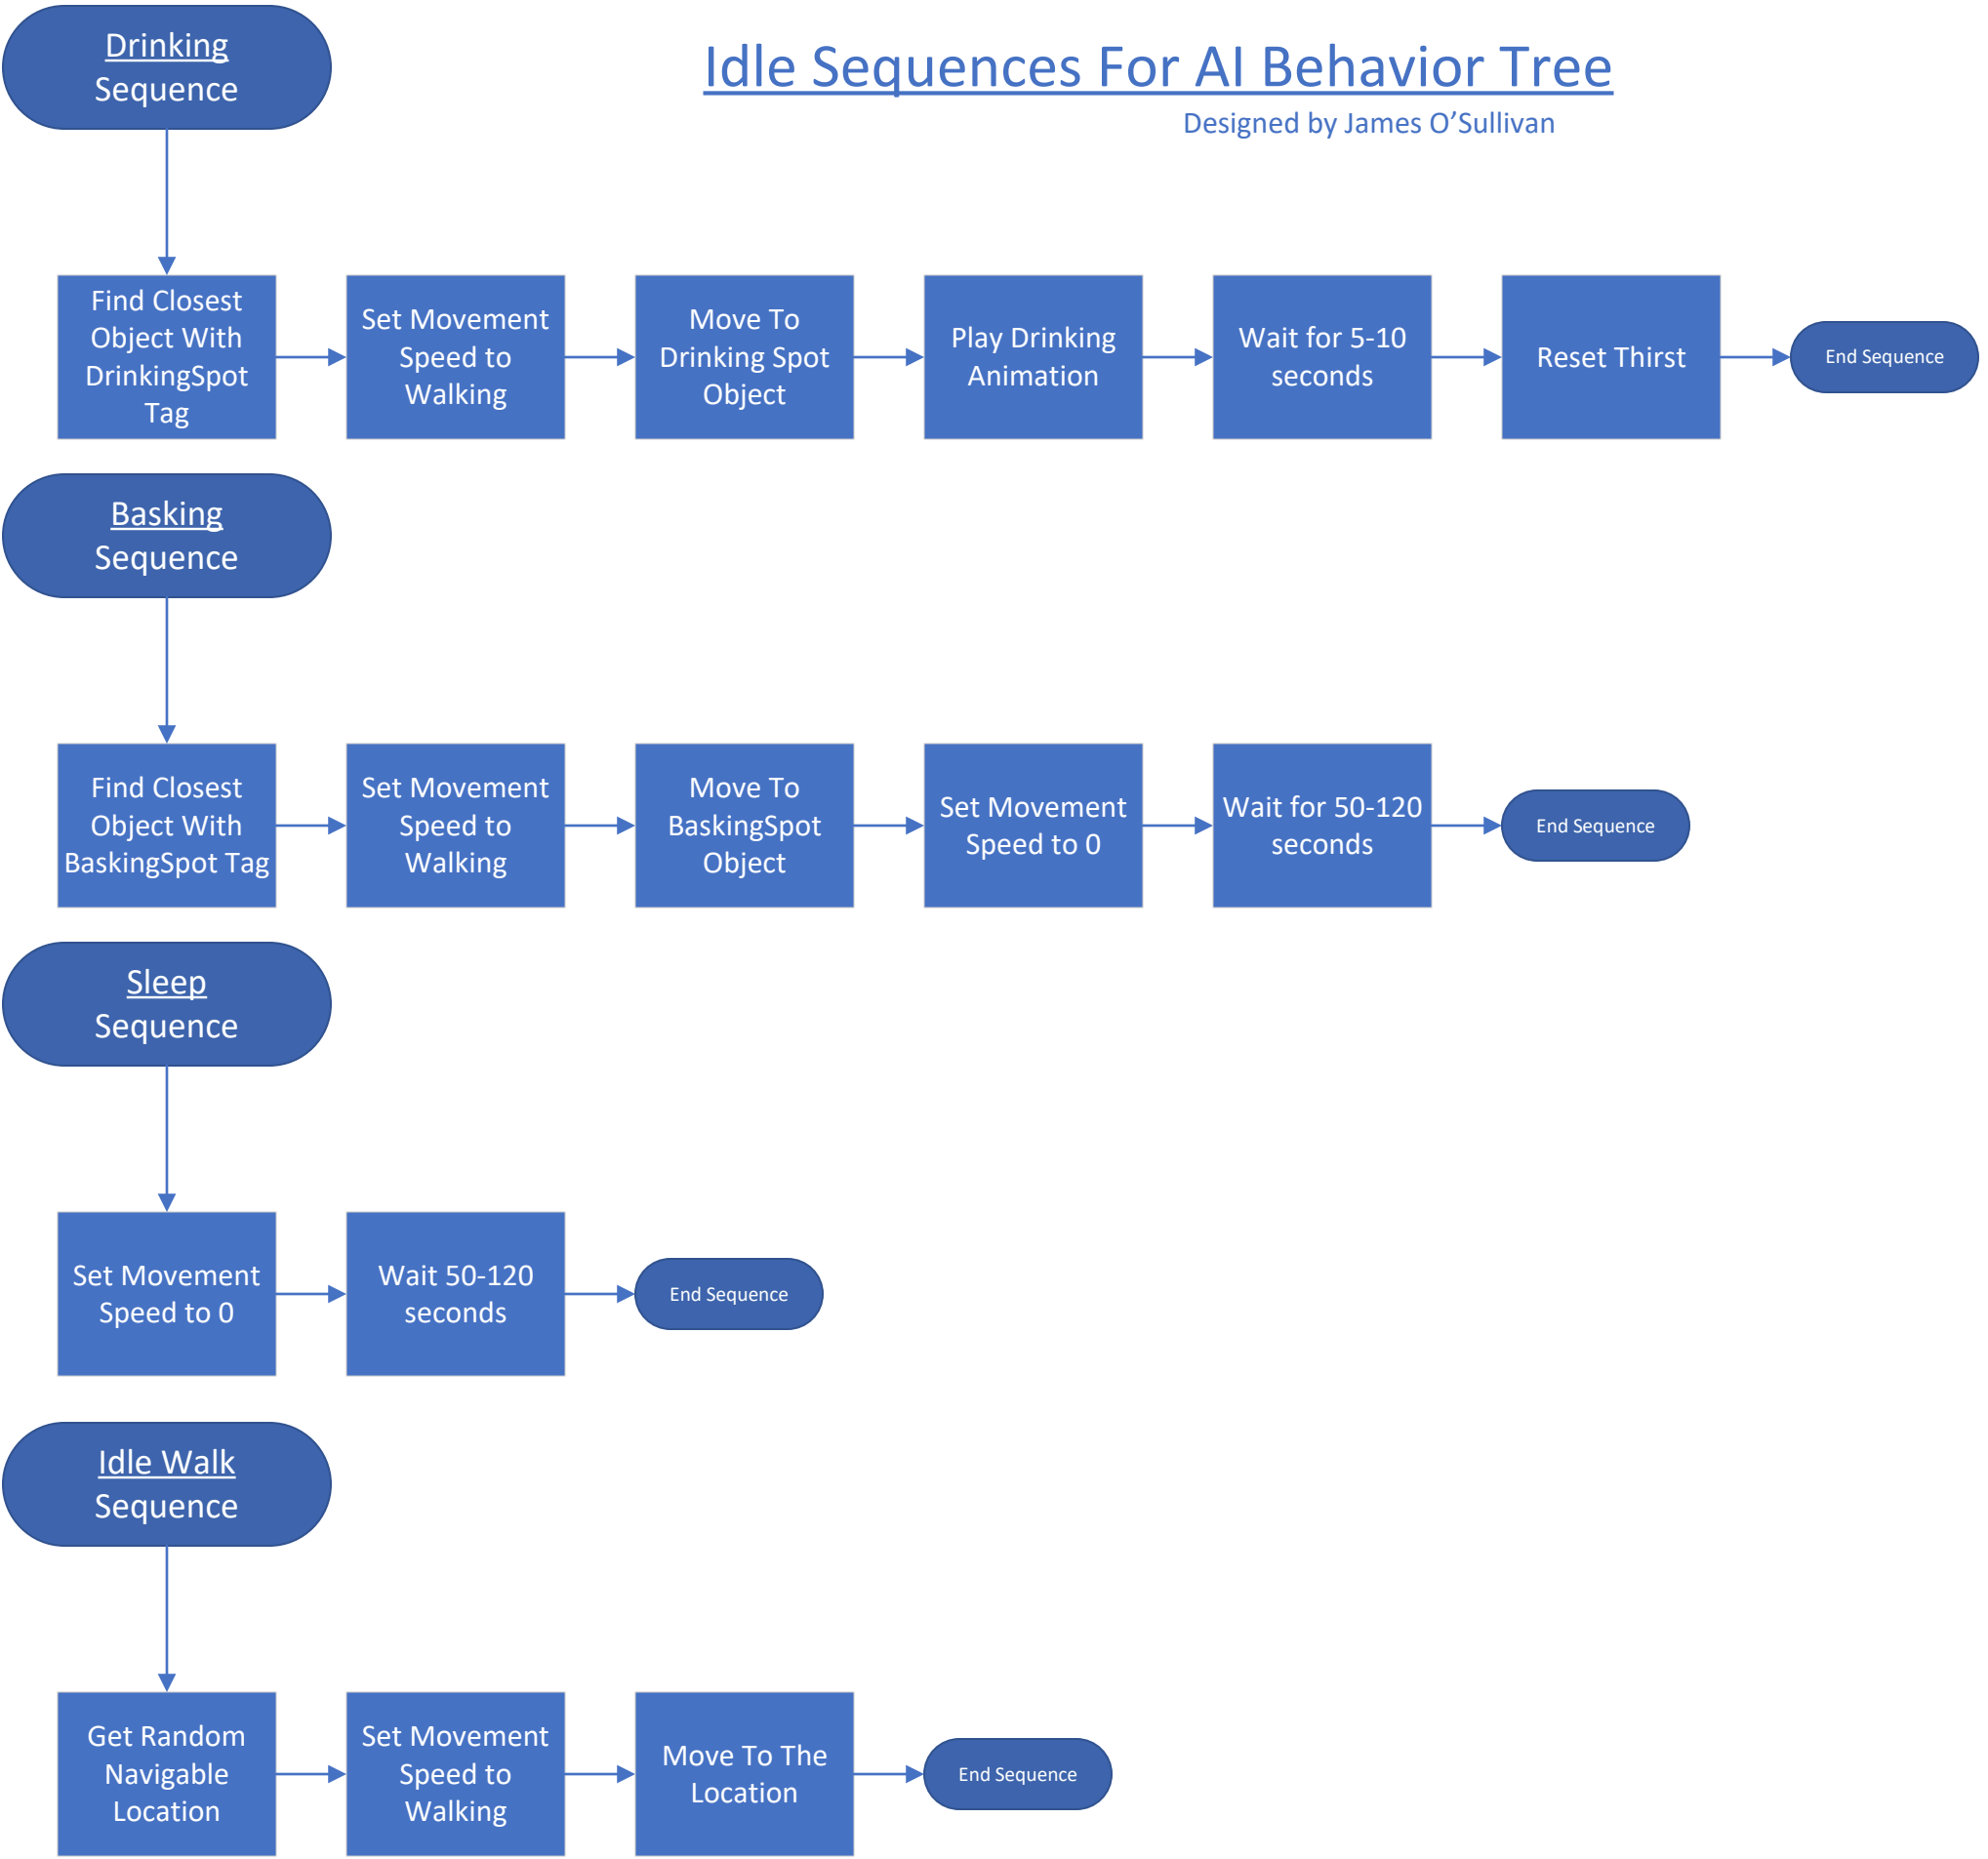 Drinking
Sequence
Idle Sequences For AI Behavior Tree
Designed by James O’Sullivan
Find Closest
Object With
DrinkingSpot
Tag
Set Movement
Speed to
Walking
Move To
Drinking Spot
Object
Play Drinking
Animation
Wait for 5-10
seconds
Reset Thirst
End Sequence
Basking
Sequence
Find Closest
Object With
BaskingSpot Tag
Set Movement
Speed to
Walking
Move To
BaskingSpot
Object
Set Movement
Speed to 0
Wait for 50-120
seconds
End Sequence
Sleep
Sequence
Set Movement
Speed to 0
Wait 50-120
seconds
End Sequence
Idle Walk
Sequence
Get Random
Navigable
Location
Set Movement
Speed to
Walking
Move To The
Location
End Sequence